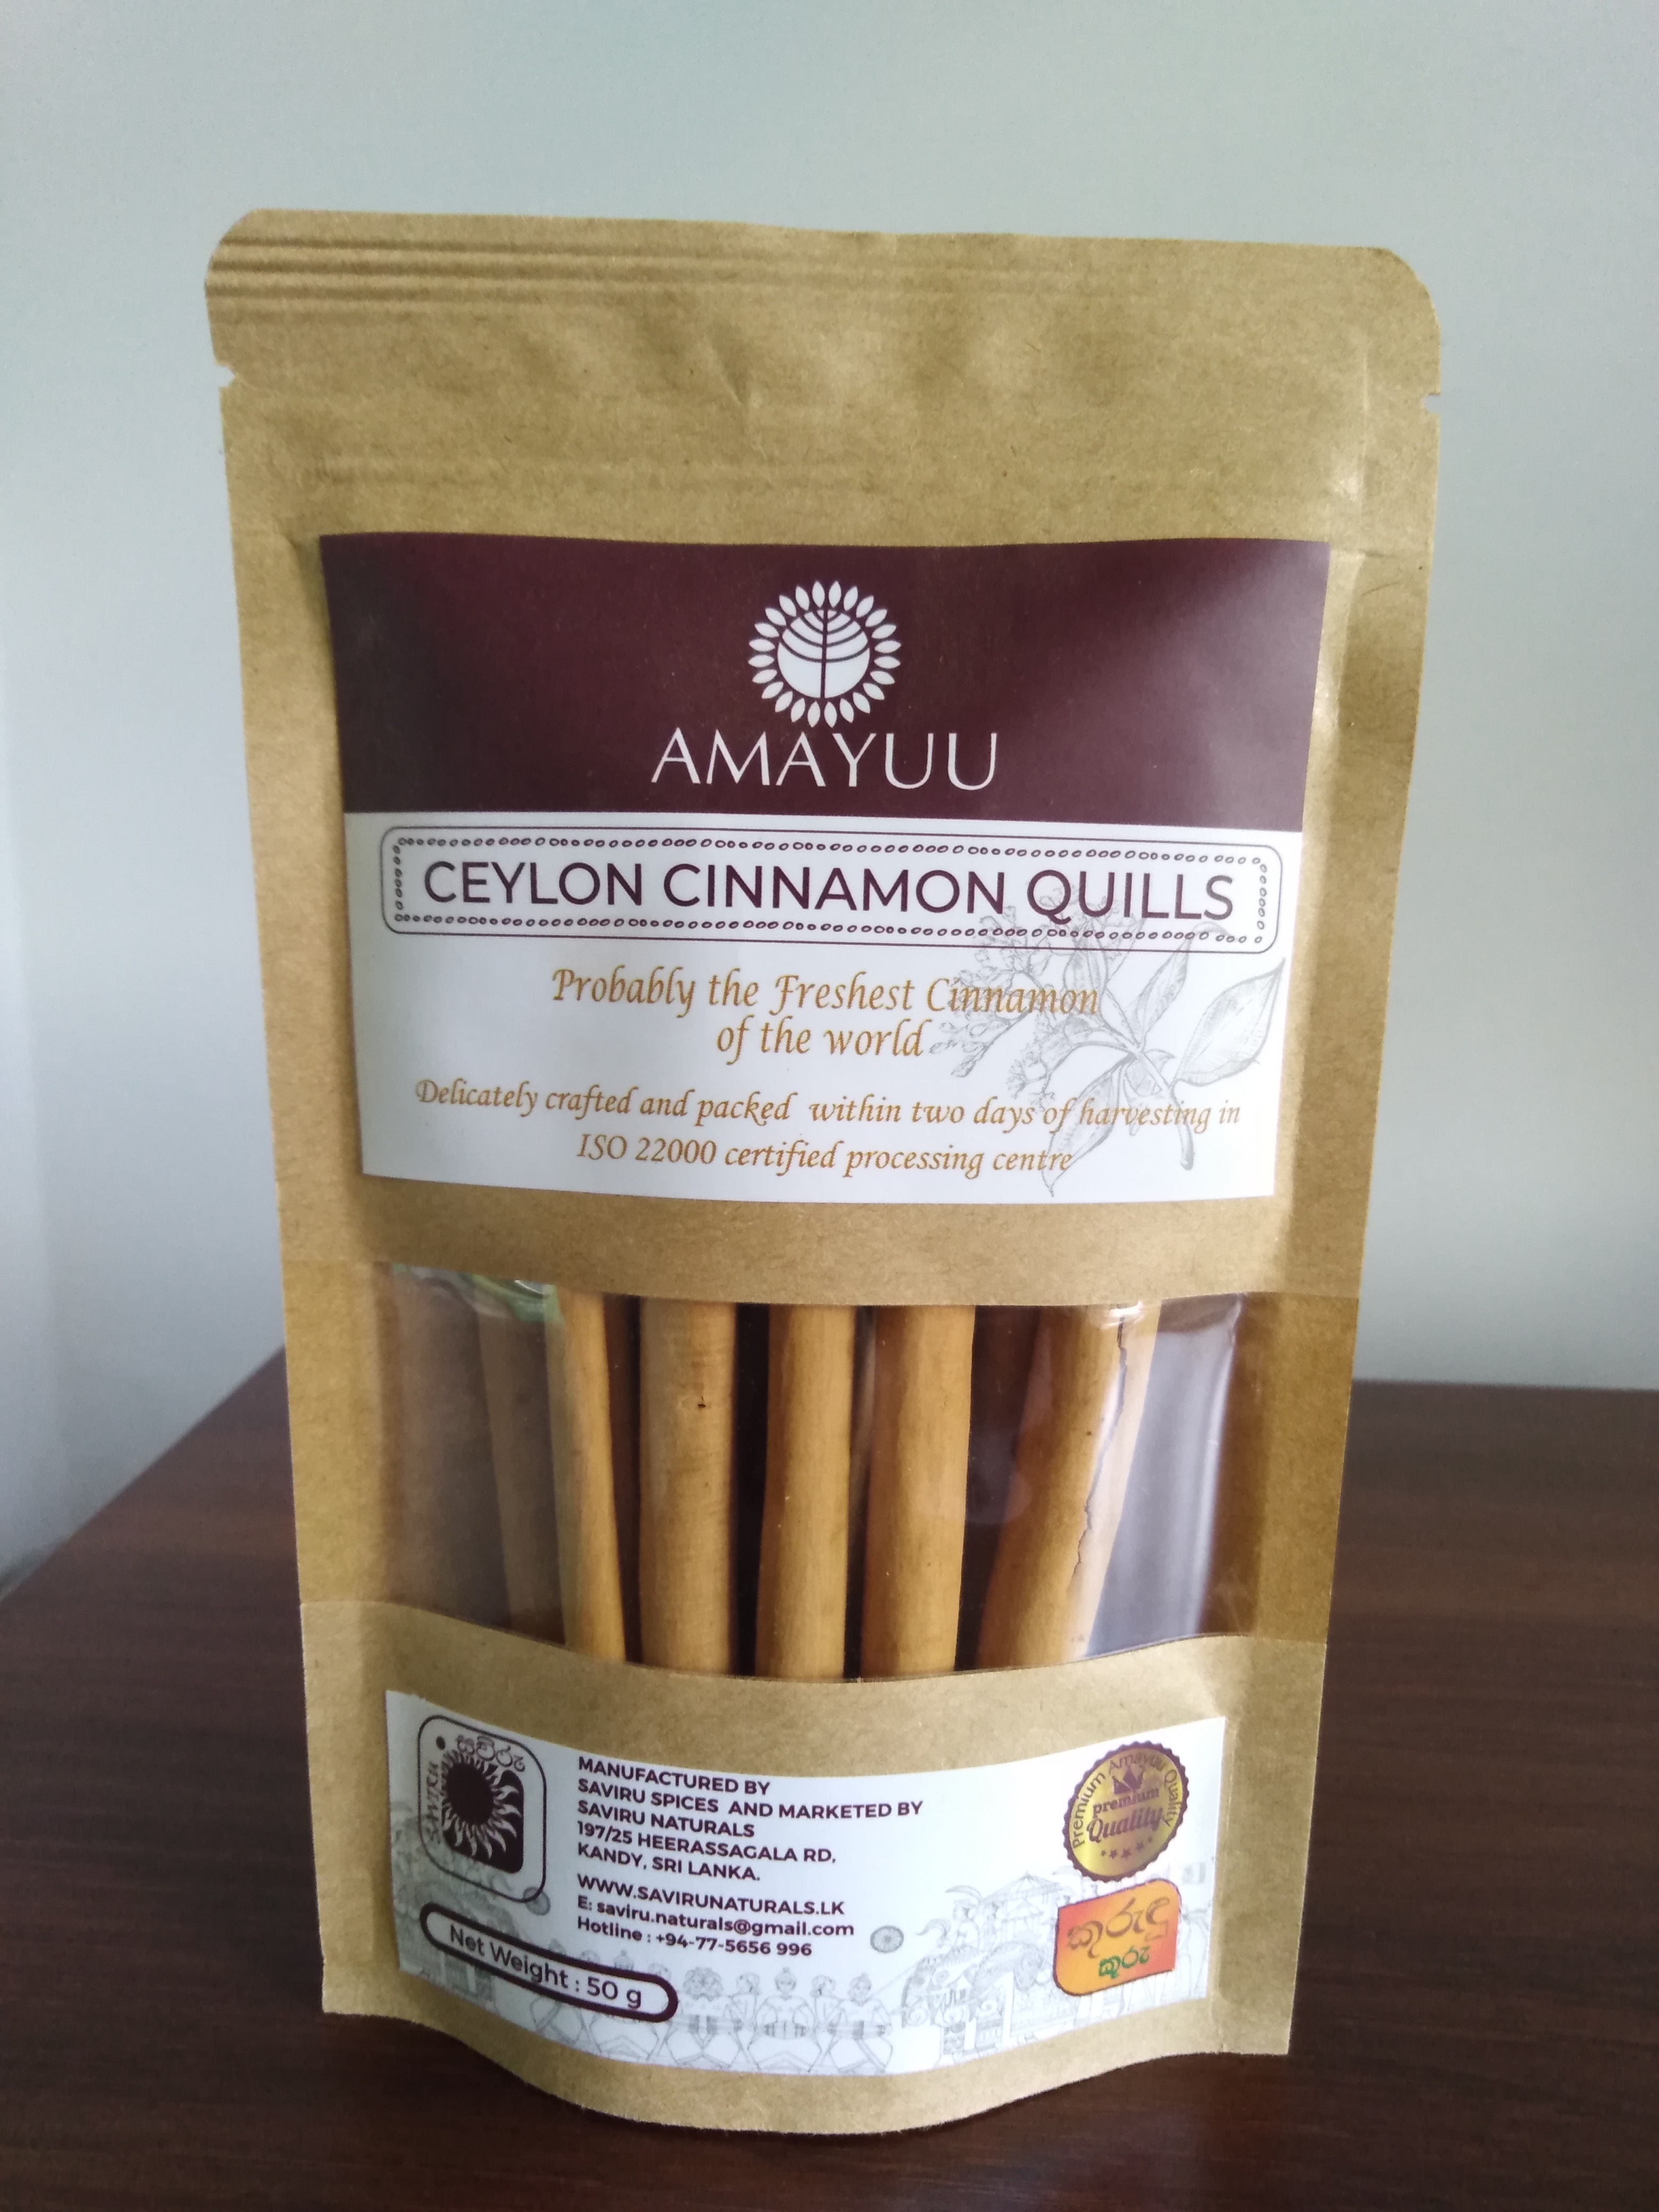 AMAYUU
CEYLON CINNAMON QUILLS
Probably the Freshest Cinnamon
of the world
Delicately crafted and packed within two days of harvesting in
ISO 22000 certified processing centre
සවිරු
SAVIRU
MANUFACTURED BY
SAVIRU SPICES AND MARKETED BY
SAVIRU NATURALS
197/25 HEERASSAGALA RD,
KANDY, SRI LANKA.
WWW.SAVIRUNATURALS.LK
E: saviru.naturals@gmail.com
Hotline : +94-77-5656 996
Net Weight : 50 g
Premium Amayuu Quality
premium
Quality
කුරුඳු
කූරු